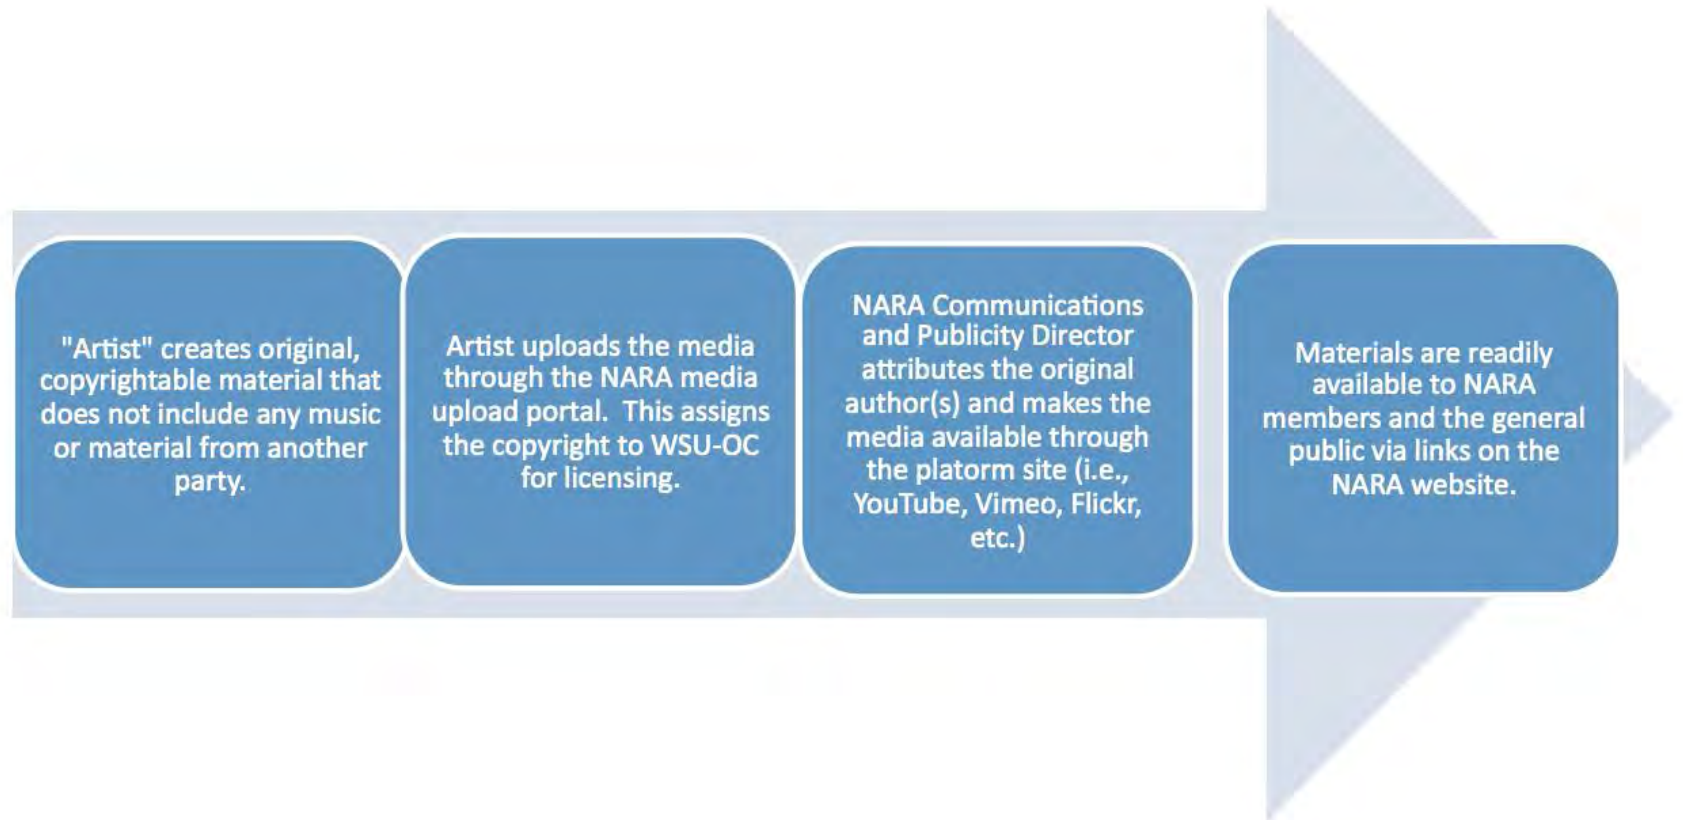 "Artist" creates original,
copyrightable material that
does not include any music
or material from another
party.
Artist uploads the media
through the NARA media
upload portal.  This assigns
the copyright to WSU-OC
for licensing.
NARA Communications
and Publicity Director
attributes the original
author(s) and makes the
media available through
the platorm site (i.e.,
YouTube, Vimeo, Flickr,
etc.)
Materials are readily
available to NARA
members and the general
public via links on the
NARA website.